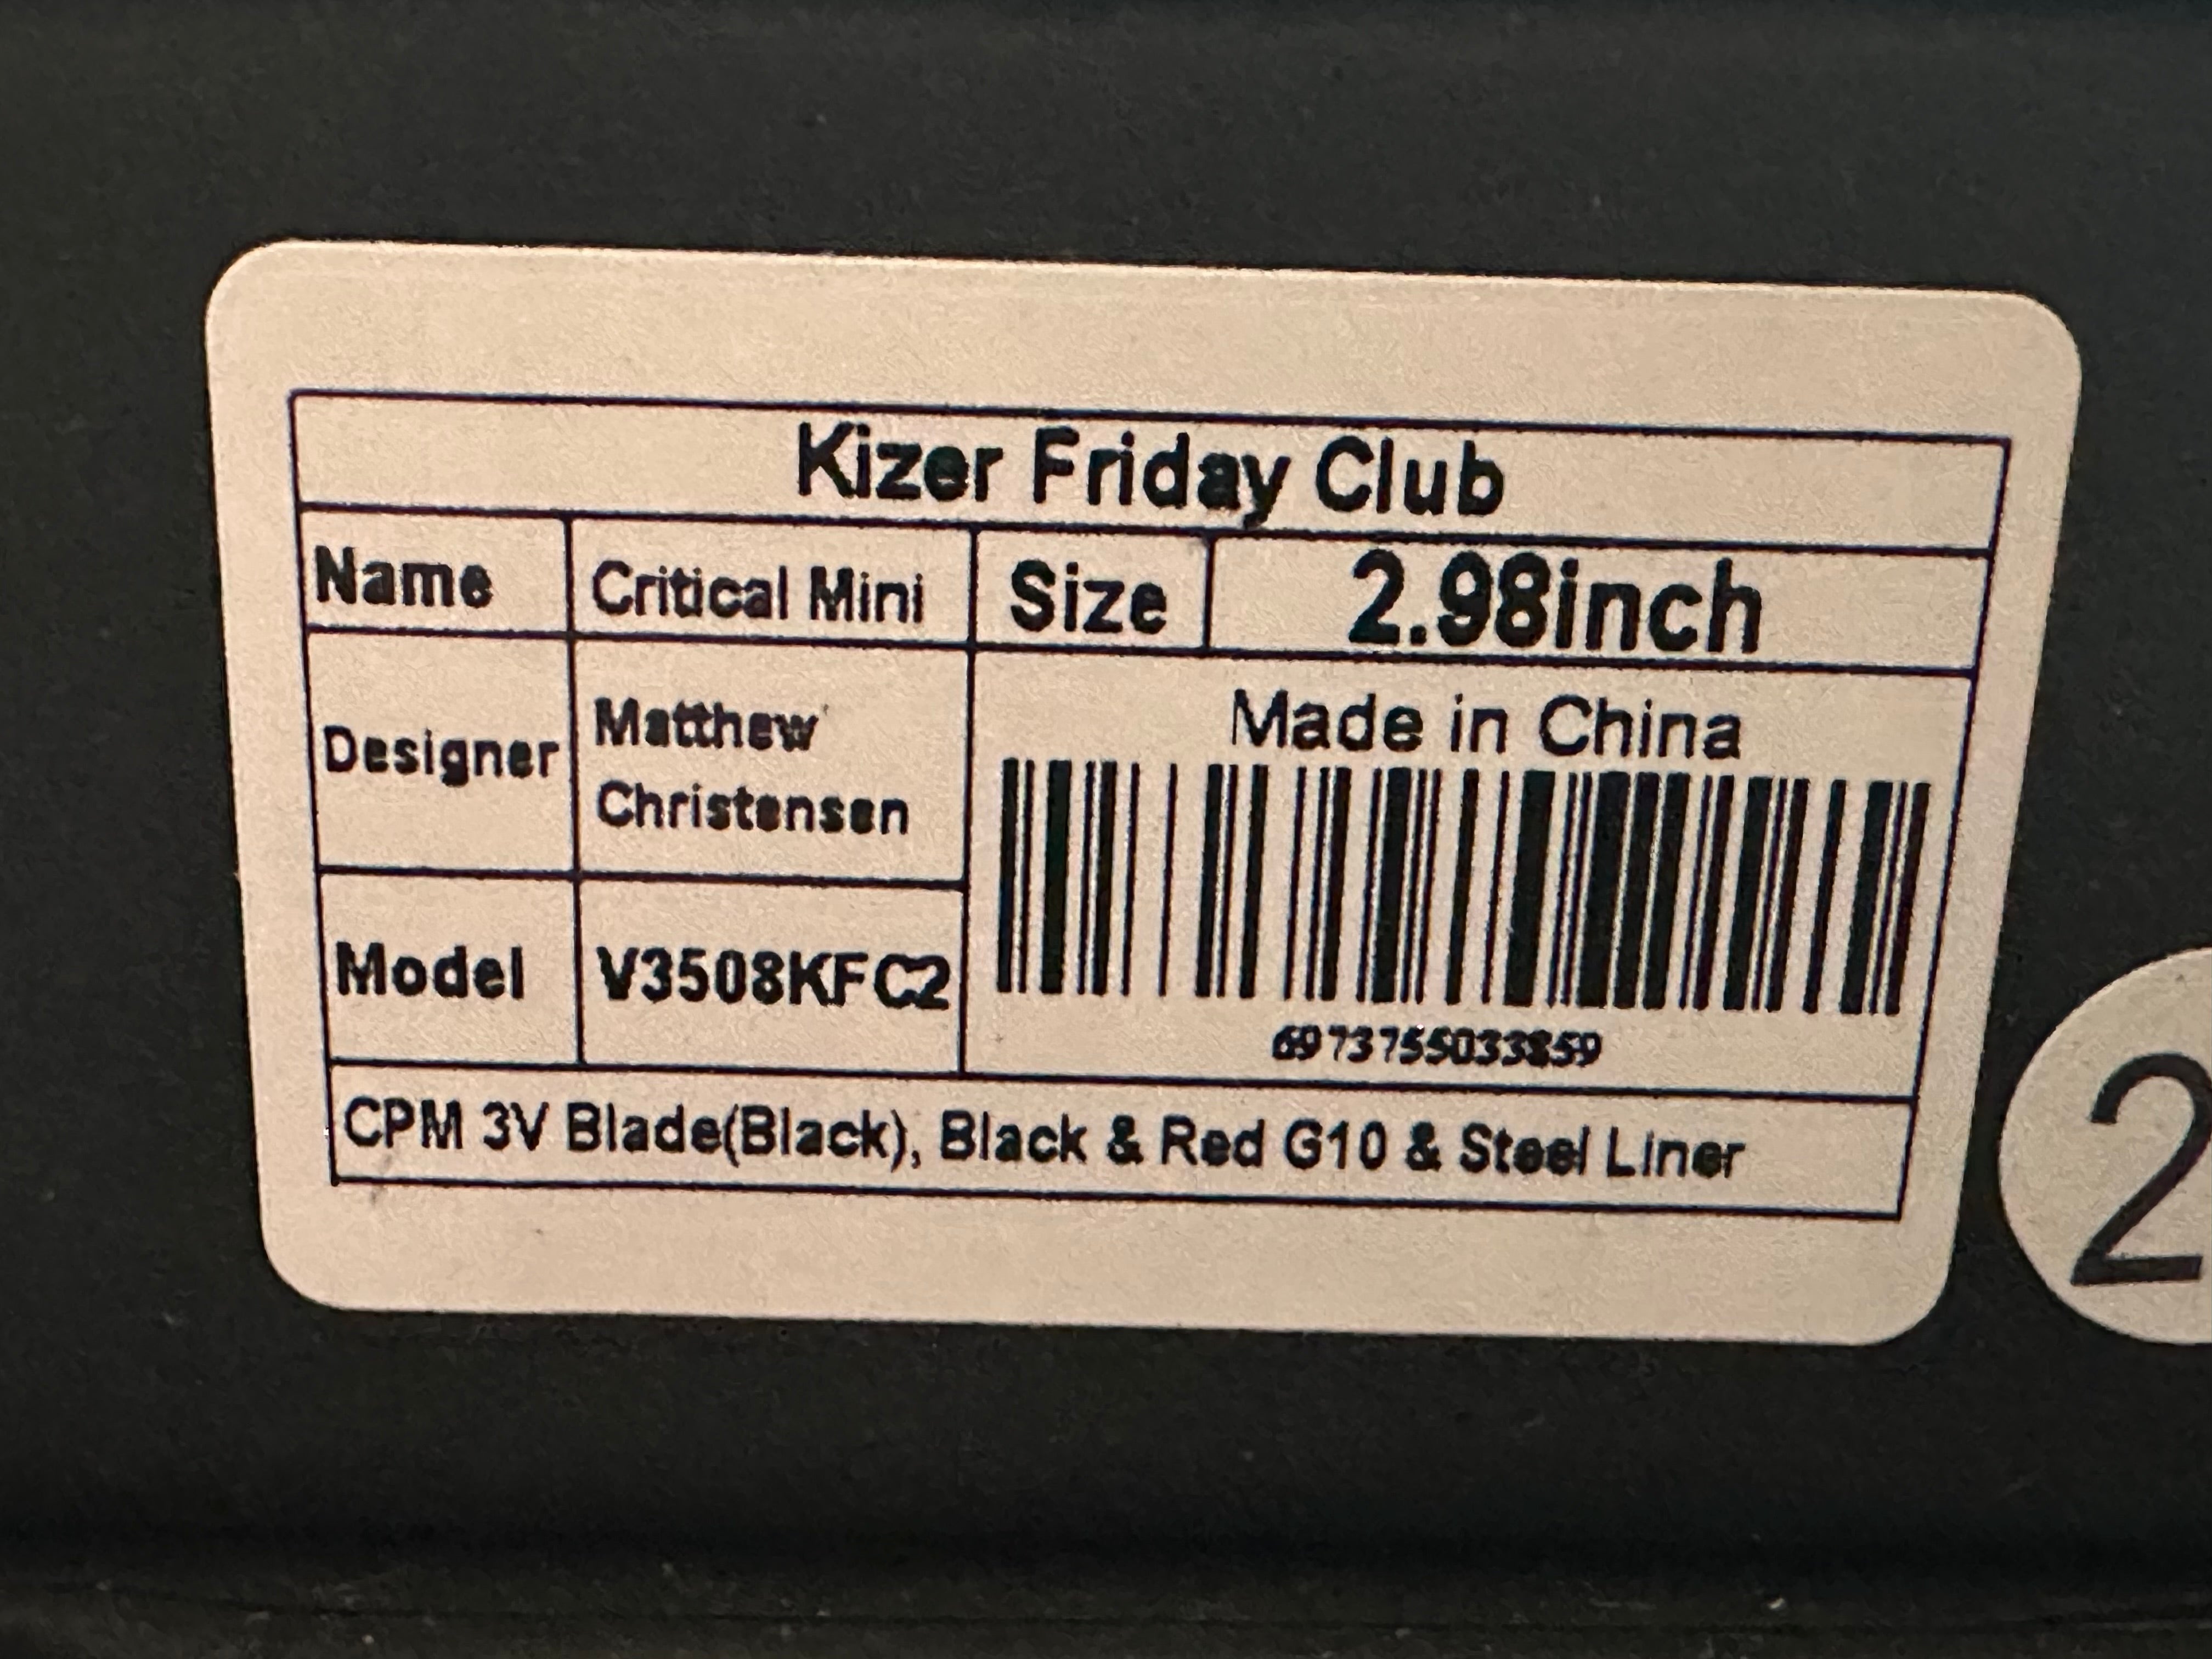 Kizer Friday Club
Name Critical Mini Size 2.98inch
Designer Matthew Christensen
Made in China
Model V3508KFC2
6973755033859
CPM 3V Blade(Black), Black & Red G10 & Steel Liner
2